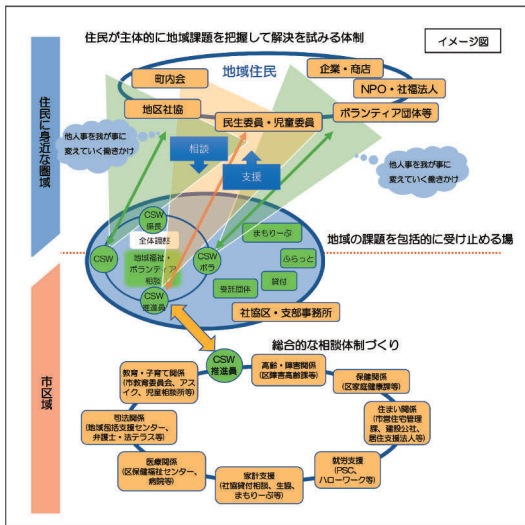 住民が主体的に地域課題を把握して解決を試みる体制
イメージ図
住民に身近な圏域
町内会
地域住民
企業・商店
NPO・社福法人
地区社協
民生委員・児童委員
ボランティア団体等
他人事を我が事に
変えていく働きかけ
相談
支援
他人事を我が事に
変えていく働きかけ
CSW
係長
全体調整
まもりーぶ
地域の課題を包括的に受け止める場
CSW
地域福祉・
ボランティア
相談
CSW
ボラ
ふらっと
貸付
受託団体
CSW
推進員
社協区・支部事務所
市区域
総合的な相談体制づくり
CSW
推進員
教育・子育て関係
(市教育委員会、アス
イク、児童相談所等)
高齢・障害関係
(区障害高齢課等)
保健関係
(区家庭健康課等)
司法関係
(地域包括支援センター、
弁護士・法テラス等)
住まい関係
(市営住宅管理
課、建設公社、
居住支援法人等)
医療関係
(区保健福祉センター、
病院等)
家計支援
(社協貸付相談、生協、
まもりーぶ等)
就労支援
(PSC、
ハローワーク等)